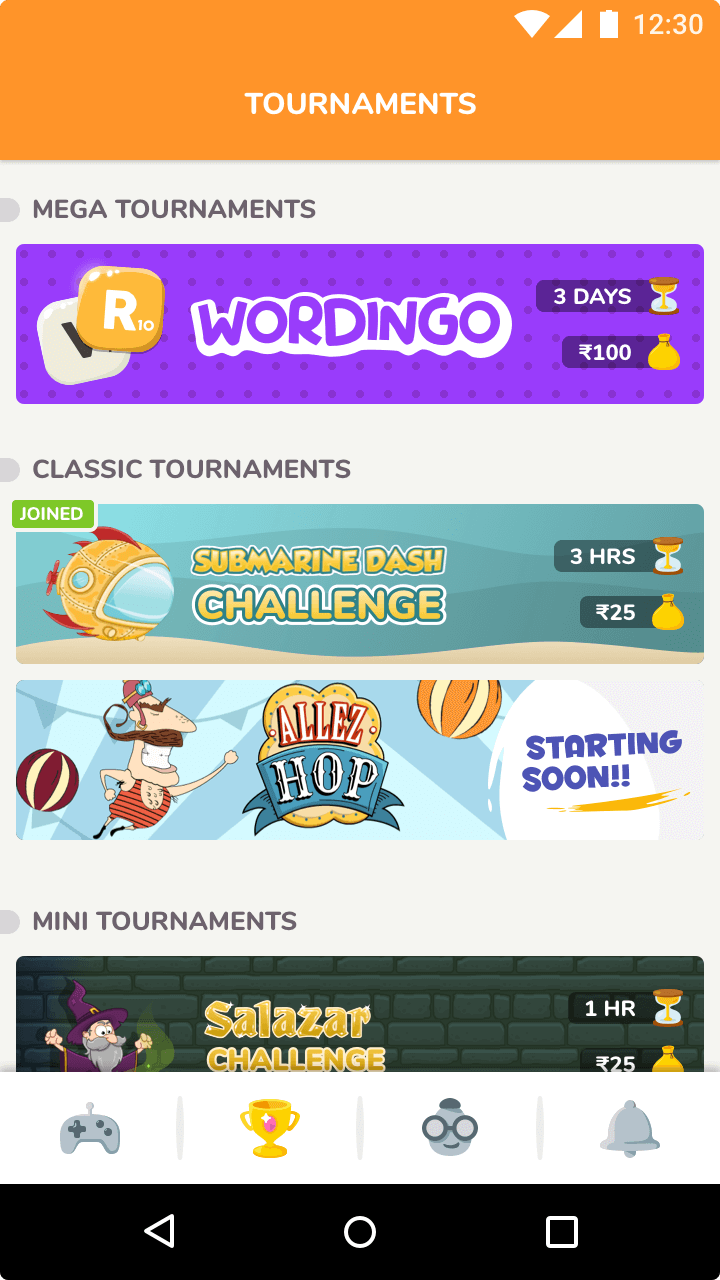 12:30
TOURNAMENTS
MEGA TOURNAMENTS
R10
WORDINGO
3 DAYS
₹100
CLASSIC TOURNAMENTS
JOINED
SUBMARINE DASH
CHALLENGE
3 HRS
₹25
ALLEZ
HOP
STARTING
SOON!!
MINI TOURNAMENTS
Salazar
CHALLENGE
1 HR
₹25